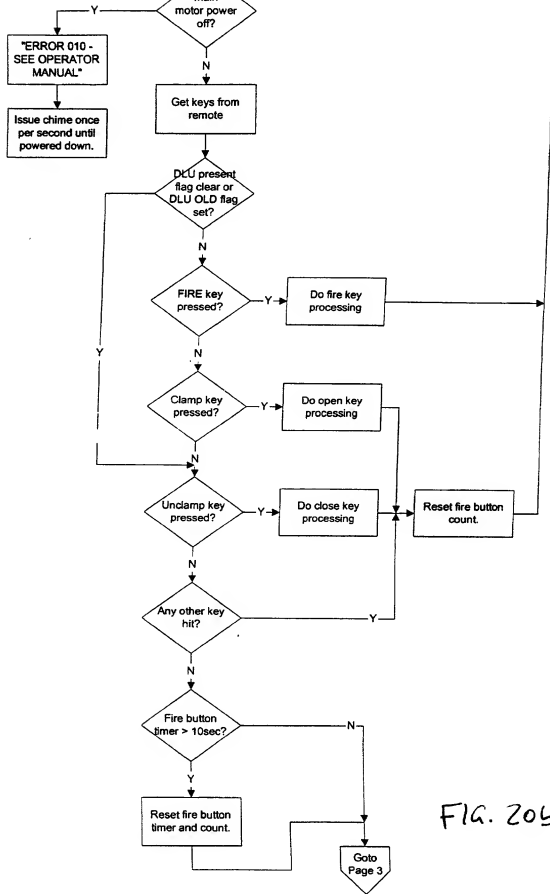 main
motor power
off?
Y
"ERROR 010 -
SEE OPERATOR
MANUAL"
Issue chime once
per second until
powered down.
N
Get keys from
remote
DLU present
flag clear or
DLU OLD flag
set?
N
FIRE key
pressed?
Y
Do fire key
processing
Y
N
Clamp key
pressed?
Y
Do open key
processing
N
Unclamp key
pressed?
Y
Do close key
processing
Reset fire button
count.
N
Any other key
hit?
Y
N
Fire button
timer > 10sec?
N
Y
Reset fire button
timer and count.
FIG. 20b
Goto
Page 3